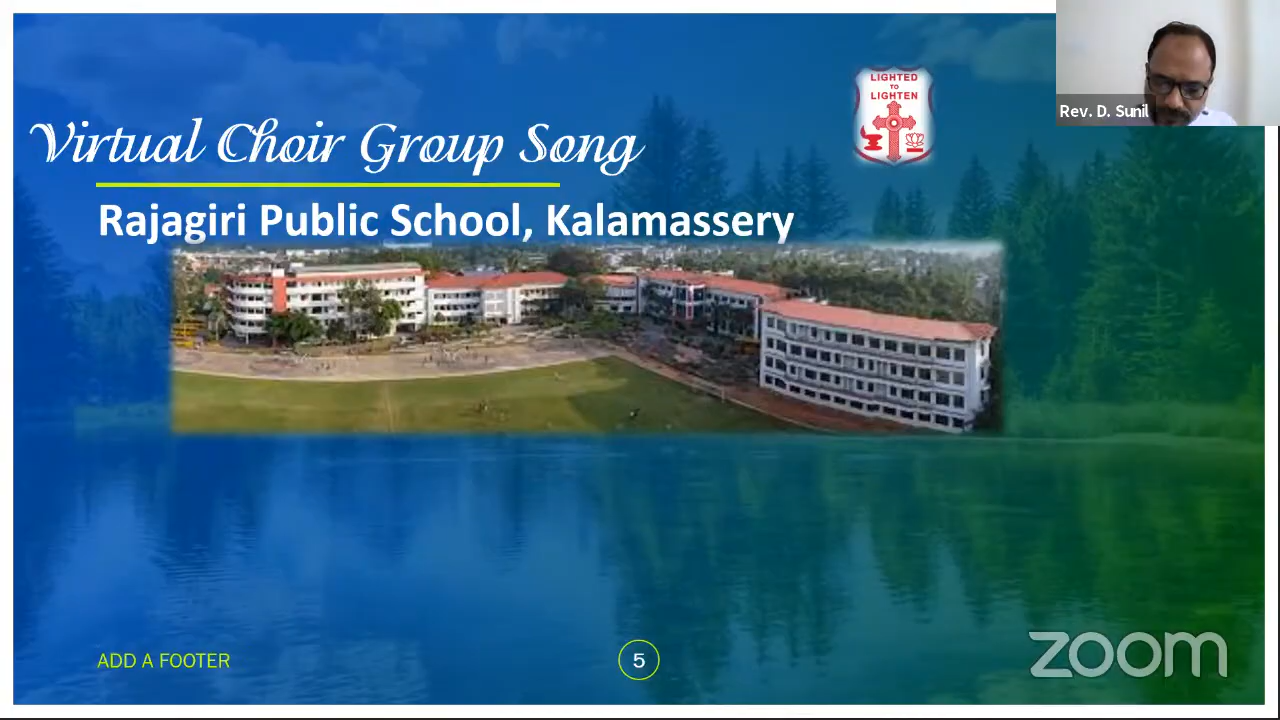 LIGHTED
TO
LIGHTEN
Rev. D. Sunil
Virtual Choir Group Song
Rajagiri Public School, Kalamassery
ADD A FOOTER
5
zoom